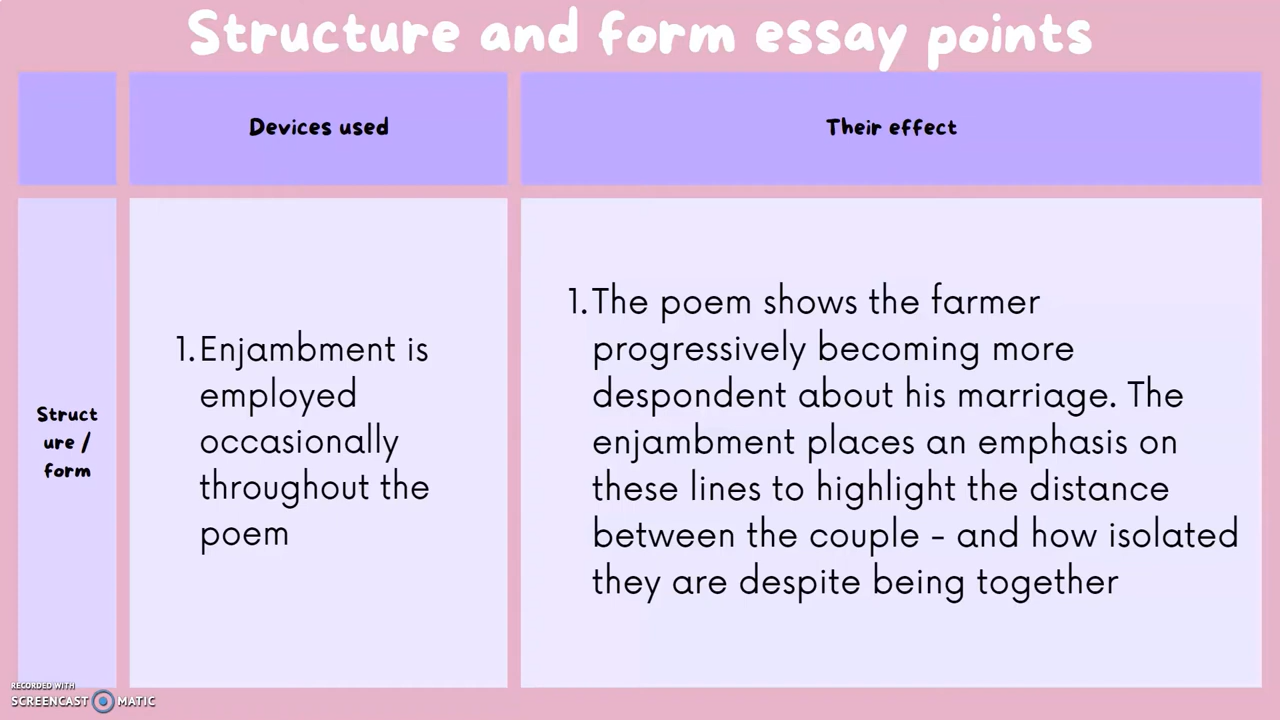 Structure and form essay points
Devices used
Their effect
Struct
ure /
form
1. Enjambment is
employed
occasionally
throughout the
poem
1. The poem shows the farmer
progressively becoming more
despondent about his marriage. The
enjambment places an emphasis on
these lines to highlight the distance
between the couple - and how isolated
they are despite being together
RECORDED WITH
SCREENCAST MATIC